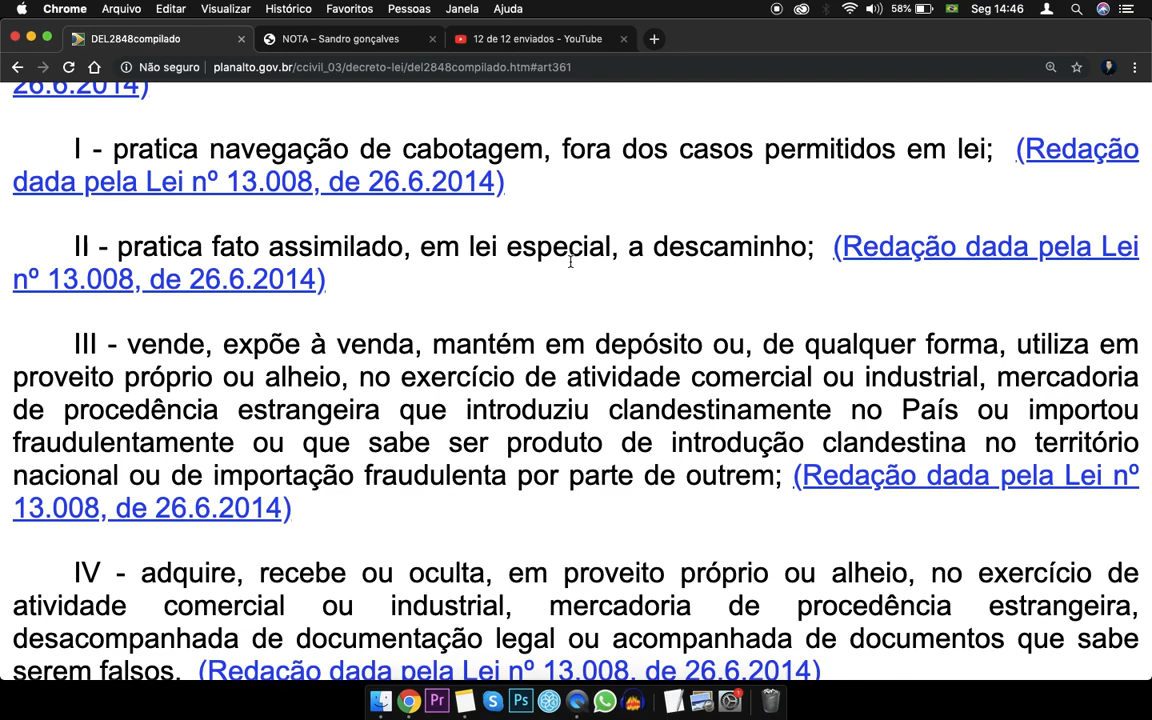 Chrome Arquivo Editar Visualizar Histórico Favoritos Pessoas Janela Ajuda 58% Seg 14:46
DEL2848compilado NOTA – Sandro gonçalves 12 de 12 enviados - YouTube
Não seguro planalto.gov.br/ccivil_03/decreto-lei/del2848compilado.htm#art361
26.6.2014)
I - pratica navegação de cabotagem, fora dos casos permitidos em lei; (Redação
dada pela Lei nº 13.008, de 26.6.2014)
II - pratica fato assimilado, em lei especial, a descaminho; (Redação dada pela Lei
nº 13.008, de 26.6.2014)
III - vende, expõe à venda, mantém em depósito ou, de qualquer forma, utiliza em
proveito próprio ou alheio, no exercício de atividade comercial ou industrial, mercadoria
de procedência estrangeira que introduziu clandestinamente no País ou importou
fraudulentamente ou que sabe ser produto de introdução clandestina no território
nacional ou de importação fraudulenta por parte de outrem; (Redação dada pela Lei nº
13.008, de 26.6.2014)
IV - adquire, recebe ou oculta, em proveito próprio ou alheio, no exercício de
atividade comercial ou industrial, mercadoria de procedência estrangeira,
desacompanhada de documentação legal ou acompanhada de documentos que sabe
serem falsos. (Redação dada pela Lei nº 13.008, de 26.6.2014)
Pr Ps